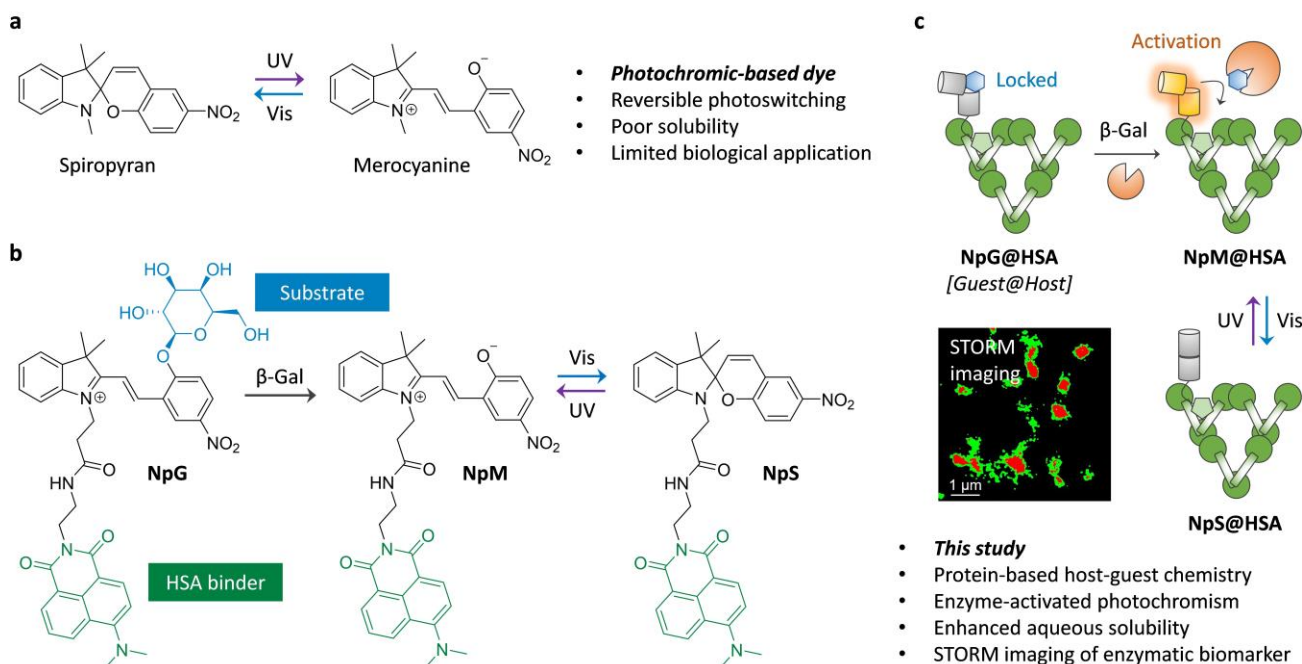 a
UV
Vis
N
O
NO₂
Spiropyran
O⁻
N⁺
NO₂
Merocyanine
• Photochromic-based dye
• Reversible photoswitching
• Poor solubility
• Limited biological application
b
OH
HO
OH
HO
O
OH
O
Substrate
N⁺
NO₂
O
HN
NpG
N
O
O
N
HSA binder
β-Gal
O⁻
N⁺
NO₂
O
HN
NpM
N
O
O
N
Vis
UV
N
O
NO₂
O
HN
NpS
N
O
O
N
c
Activation
Locked
β-Gal
NpG@HSA
[Guest@Host]
NpM@HSA
UV
Vis
STORM
imaging
1 μm
NpS@HSA
• This study
• Protein-based host-guest chemistry
• Enzyme-activated photochromism
• Enhanced aqueous solubility
• STORM imaging of enzymatic biomarker